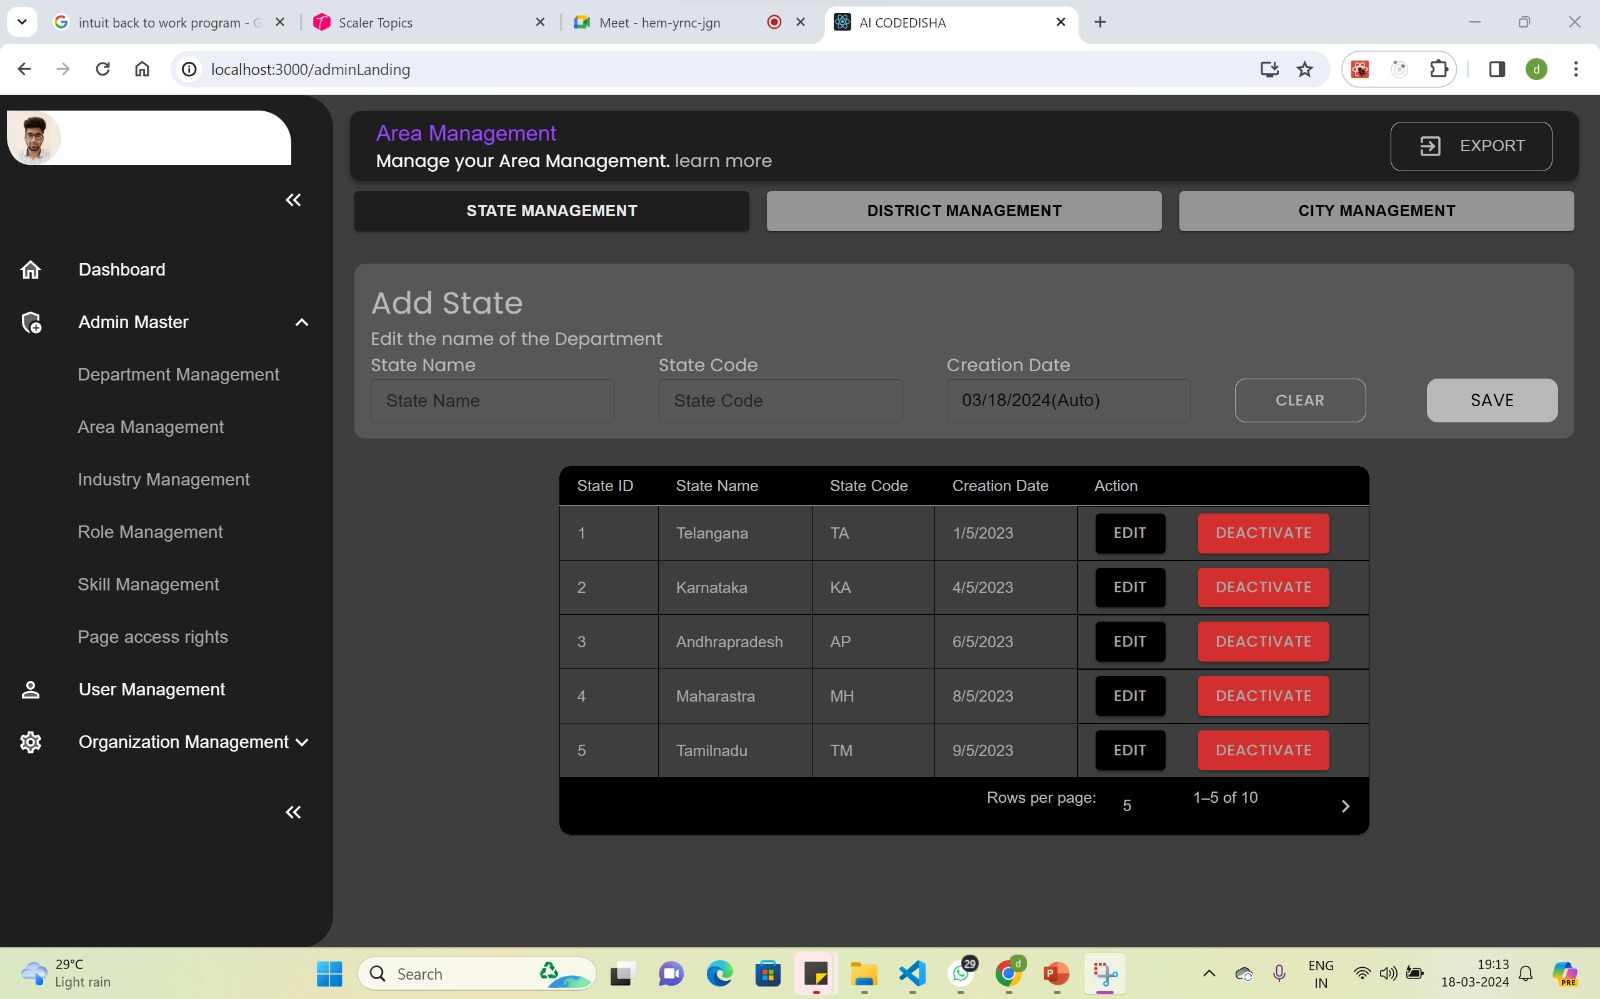 intuit back to work program - G
Scaler Topics
Meet - hem-yrnc-jgn
AI CODEDISHA
localhost:3000/adminLanding
d
Area Management
Manage your Area Management. learn more
EXPORT
STATE MANAGEMENT
DISTRICT MANAGEMENT
CITY MANAGEMENT
Dashboard
Admin Master
Department Management
Area Management
Industry Management
Role Management
Skill Management
Page access rights
User Management
Organization Management
Add State
Edit the name of the Department
State Name State Code Creation Date
State Name State Code 03/18/2024(Auto) CLEAR SAVE
State ID State Name State Code Creation Date Action
1 Telangana TA 1/5/2023 EDIT DEACTIVATE
2 Karnataka KA 4/5/2023 EDIT DEACTIVATE
3 Andhrapradesh AP 6/5/2023 EDIT DEACTIVATE
4 Maharastra MH 8/5/2023 EDIT DEACTIVATE
5 Tamilnadu TM 9/5/2023 EDIT DEACTIVATE
Rows per page: 5 1–5 of 10
29°C
Light rain
Search
29
d
P
ENG
IN
19:13
18-03-2024
PRE